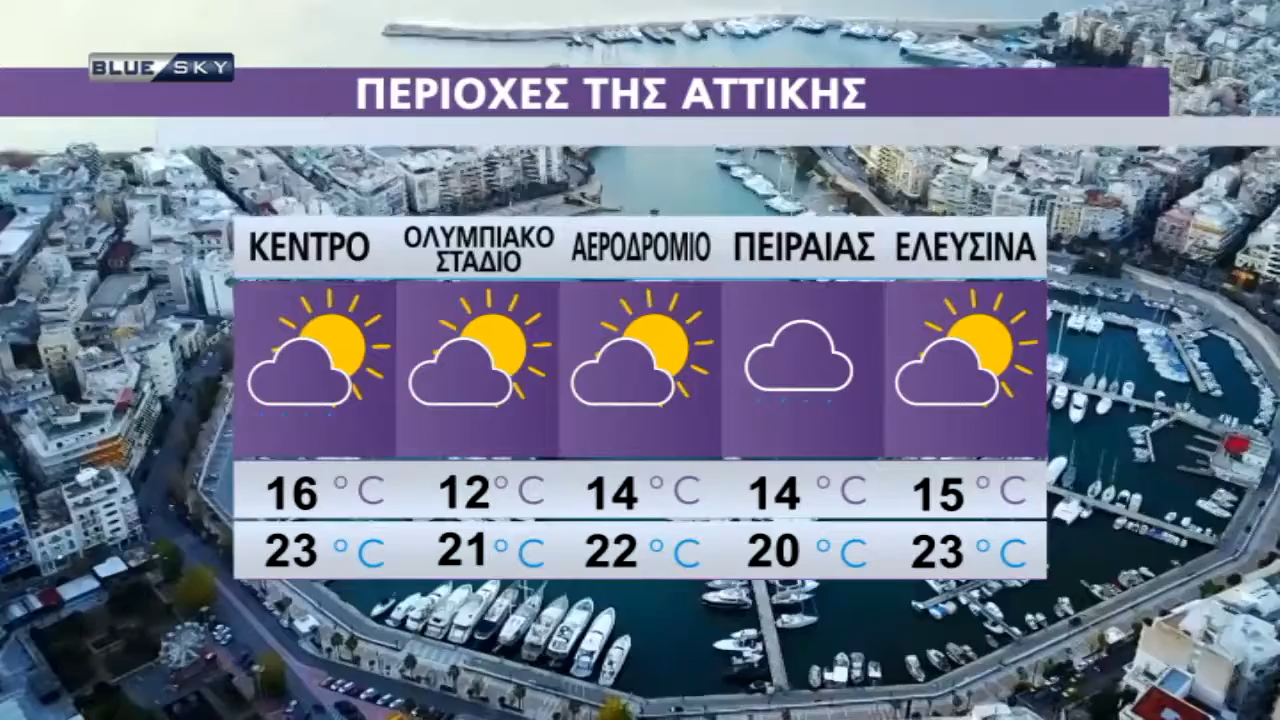 BLUE SKY
ΠΕΡΙΟΧΕΣ ΤΗΣ ΑΤΤΙΚΗΣ
ΚΕΝΤΡΟ ΟΛΥΜΠΙΑΚΟ ΣΤΑΔΙΟ ΑΕΡΟΔΡΟΜΙΟ ΠΕΙΡΑΙΑΣ ΕΛΕΥΣΙΝΑ
16 °C 12 °C 14 °C 14 °C 15 °C
23 °C 21 °C 22 °C 20 °C 23 °C